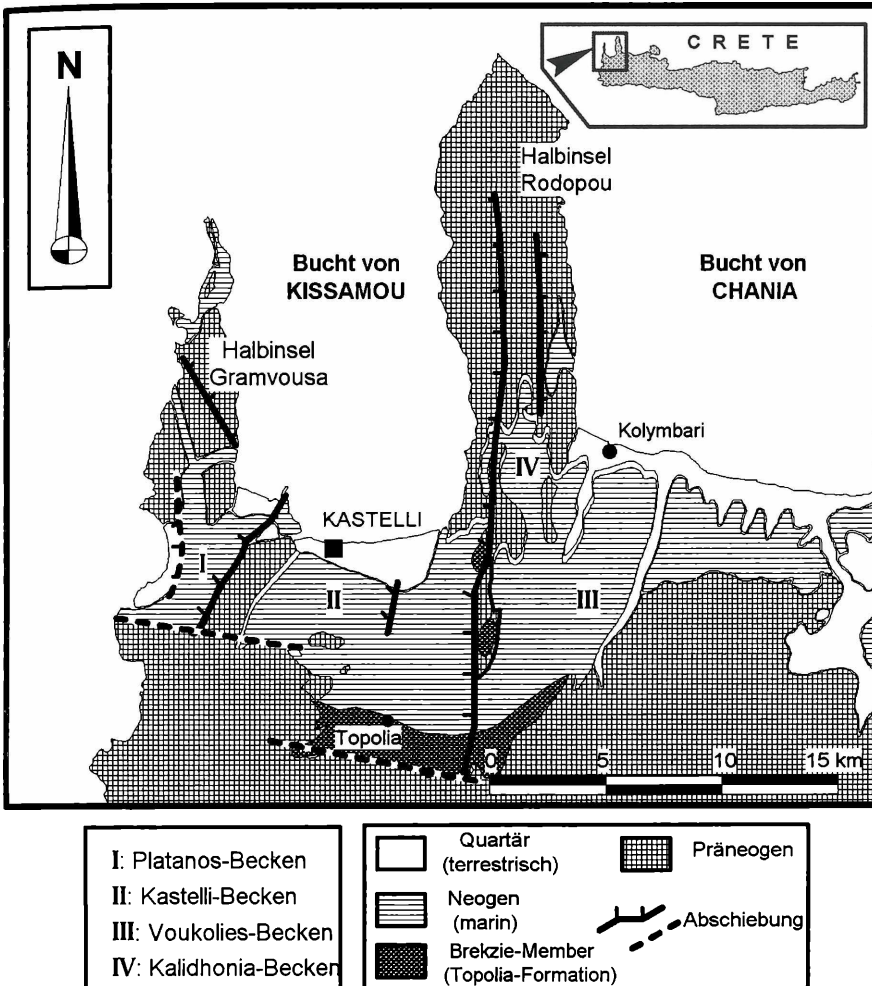 N
CRETE
Halbinsel
Rodopou
Bucht von
KISSAMOU
Bucht von
CHANIA
Halbinsel
Gramvousa
Kolymbari
IV
KASTELLI
I
II
III
Topolia
0 5 10 15 km
I: Platanos-Becken
II: Kastelli-Becken
III: Voukolies-Becken
IV: Kalidhonia-Becken
Quartär
(terrestrisch)
Neogen
(marin)
Brekzie-Member
(Topolia-Formation)
Präneogen
Abschiebung